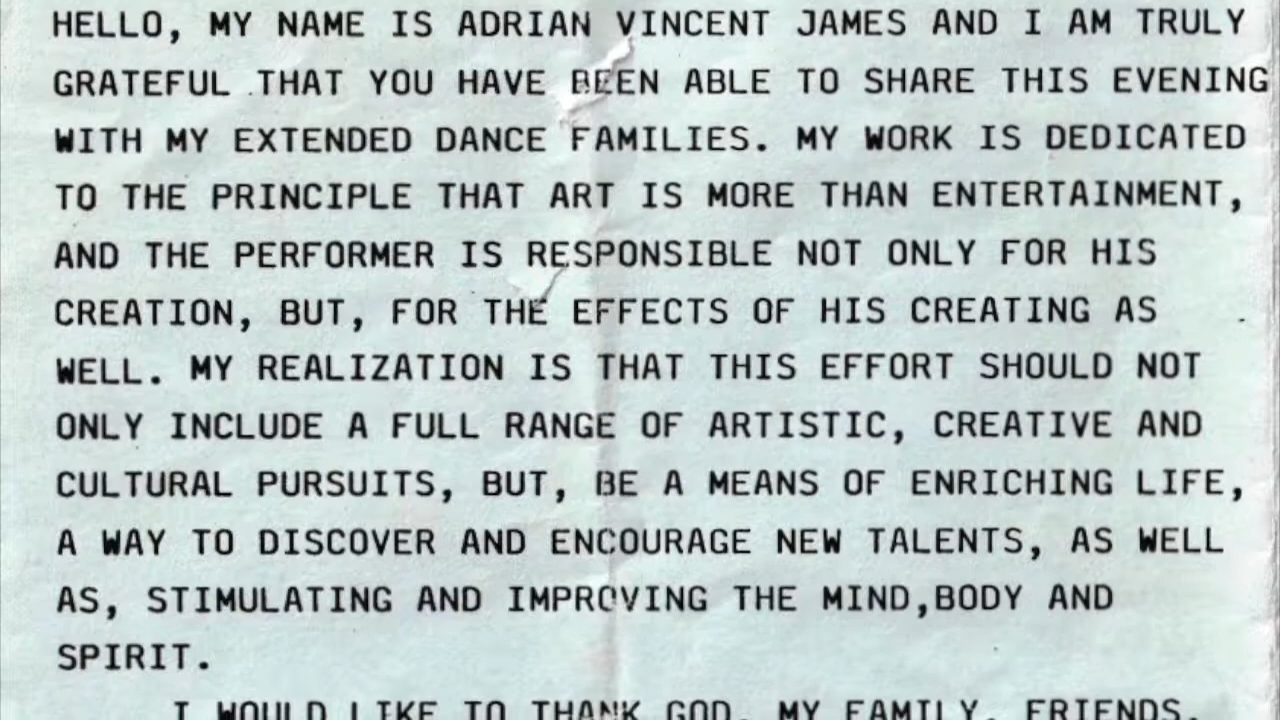 HELLO, MY NAME IS ADRIAN VINCENT JAMES AND I AM TRULY
GRATEFUL THAT YOU HAVE BEEN ABLE TO SHARE THIS EVENING
WITH MY EXTENDED DANCE FAMILIES. MY WORK IS DEDICATED
TO THE PRINCIPLE THAT ART IS MORE THAN ENTERTAINMENT,
AND THE PERFORMER IS RESPONSIBLE NOT ONLY FOR HIS
CREATION, BUT, FOR THE EFFECTS OF HIS CREATING AS
WELL. MY REALIZATION IS THAT THIS EFFORT SHOULD NOT
ONLY INCLUDE A FULL RANGE OF ARTISTIC, CREATIVE AND
CULTURAL PURSUITS, BUT, BE A MEANS OF ENRICHING LIFE,
A WAY TO DISCOVER AND ENCOURAGE NEW TALENTS, AS WELL
AS, STIMULATING AND IMPROVING THE MIND,BODY AND
SPIRIT.
I WOULD LIKE TO THANK GOD, MY FAMILY, FRIENDS,